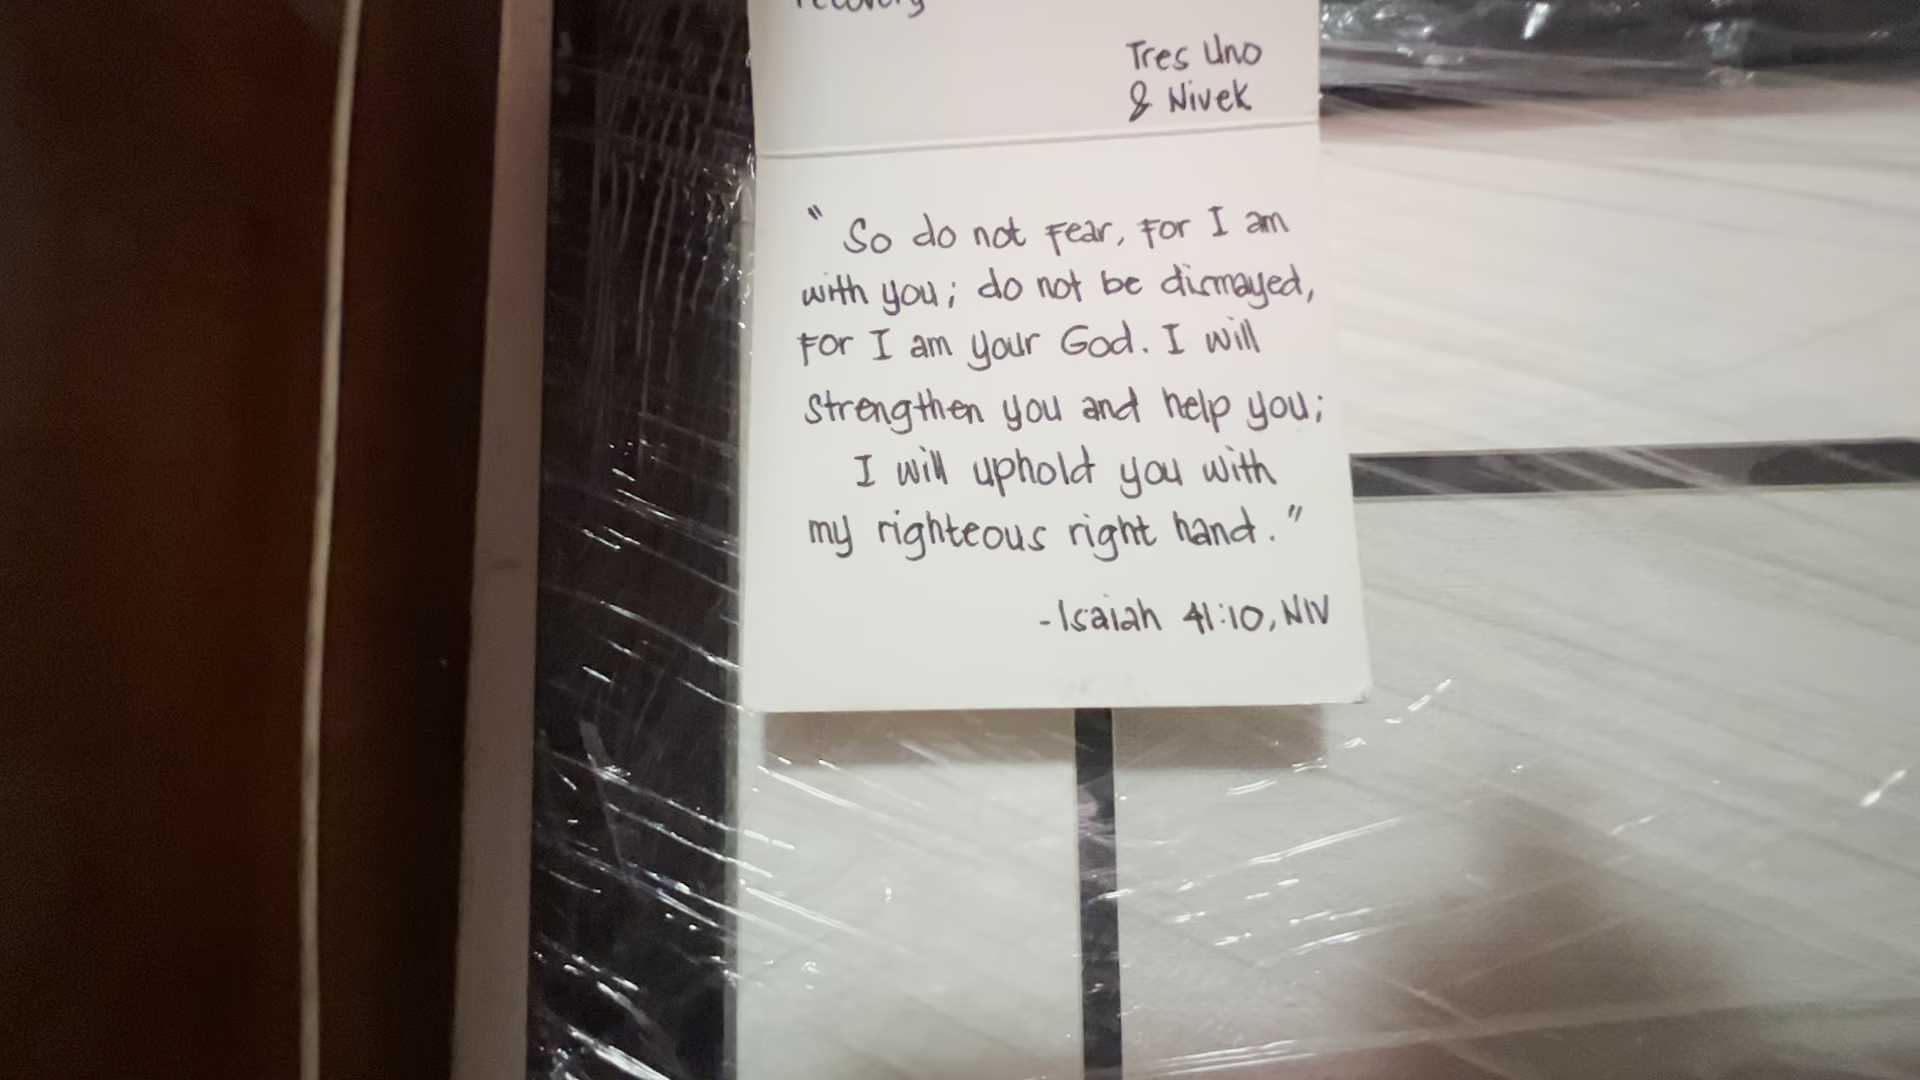 recovery
Tres Uno
& Nivek
" So do not fear, for I am
with you; do not be dismayed,
for I am your God. I will
strengthen you and help you;
I will uphold you with
my righteous right hand."
-Isaiah 41:10, NIV